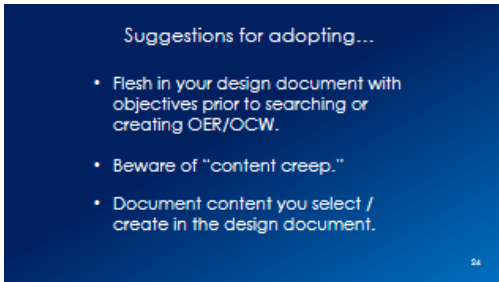 Suggestions for adopting...
• Flesh in your design document with
objectives prior to searching or
creating OER/OCW.
• Beware of “content creep.”
• Document content you select /
create in the design document.
24